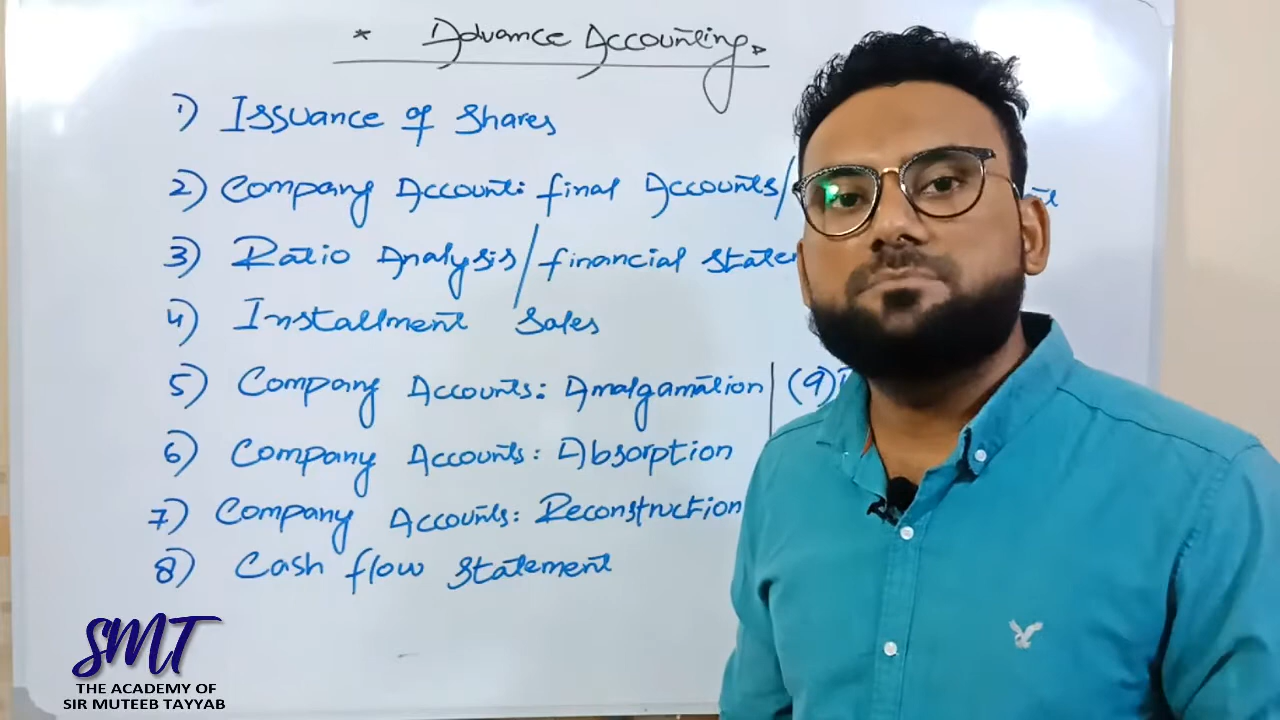 * Advance Accounting
1) Issuance of Shares
2) Company Account: final Accounts/
3) Ratio Analysis/financial
4) Installment Sales
5) Company Accounts: Amalgamation | (9)
6) Company Accounts: Absorption
7) Company Accounts: Reconstruction
8) Cash flow Statement
SMT
THE ACADEMY OF
SIR MUTEEB TAYYAB